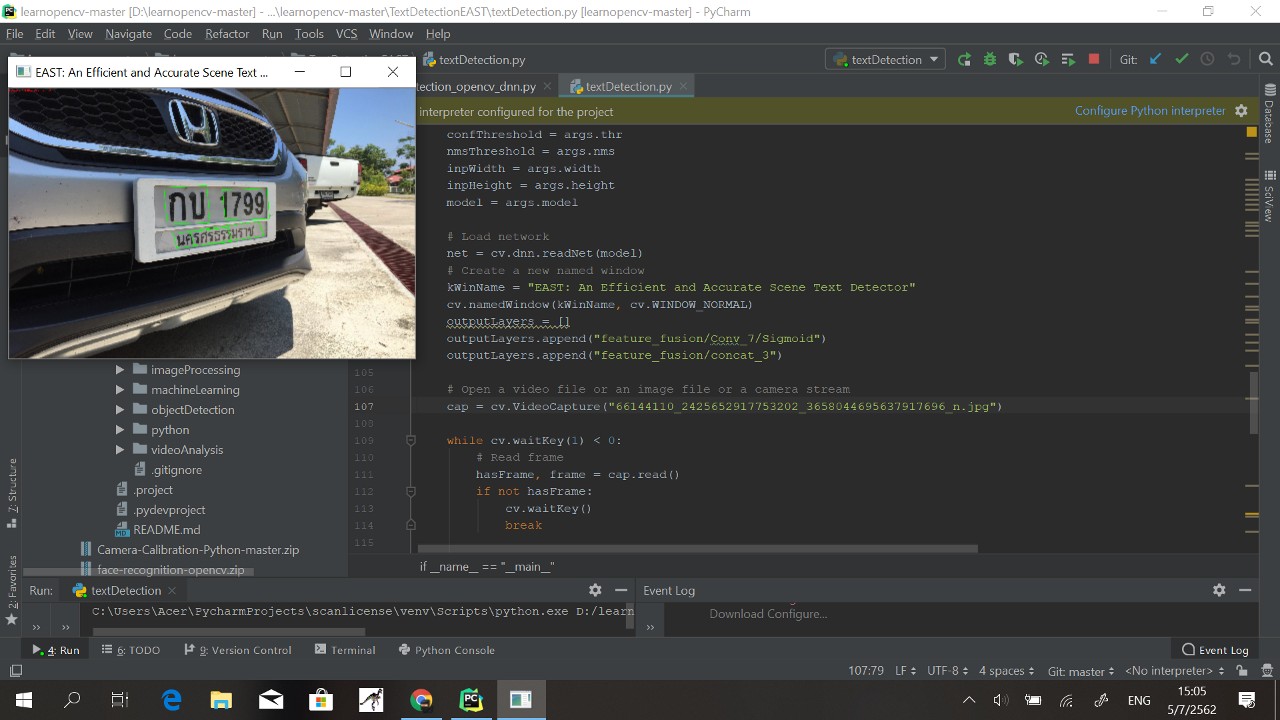 learnopencv-master [D:\learnopencv-master] - ...\learnopencv-master\TextDetectionEAST\textDetection.py [learnopencv-master] - PyCharm
File Edit View Navigate Code Refactor Run Tools VCS Window Help
textDetection.py
textDetection
Git:
EAST: An Efficient and Accurate Scene Text ...
กบ 1799
นครศรีธรรมราช
ection_opencv_dnn.py
textDetection.py
interpreter configured for the project
Configure Python interpreter
confThreshold = args.thr
nmsThreshold = args.nms
inpWidth = args.width
inpHeight = args.height
model = args.model
# Load network
net = cv.dnn.readNet(model)
# Create a new named window
kWinName = "EAST: An Efficient and Accurate Scene Text Detector"
cv.namedWindow(kWinName, cv.WINDOW_NORMAL)
outputLayers = []
outputLayers.append("feature_fusion/Conv_7/Sigmoid")
outputLayers.append("feature_fusion/concat_3")
105
106 # Open a video file or an image file or a camera stream
107 cap = cv.VideoCapture("66144110_2425652917753202_3658044695637917696_n.jpg")
108
109 while cv.waitKey(1) < 0:
110 # Read frame
111 hasFrame, frame = cap.read()
112 if not hasFrame:
113 cv.waitKey()
114 break
115
if __name__ == "__main__"
imageProcessing
machineLearning
objectDetection
python
videoAnalysis
.gitignore
.project
.pydevproject
README.md
Camera-Calibration-Python-master.zip
face-recognition-opencv.zip
Database
SciView
7: Structure
2: Favorites
Run: textDetection
C:\Users\Acer\PycharmProjects\scanlicense\venv\Scripts\python.exe D:/learn
Event Log
Download Configure...
4: Run 6: TODO 9: Version Control Terminal Python Console Event Log
107:79 LF UTF-8 4 spaces Git: master <No interpreter>
ENG
15:05
5/7/2562